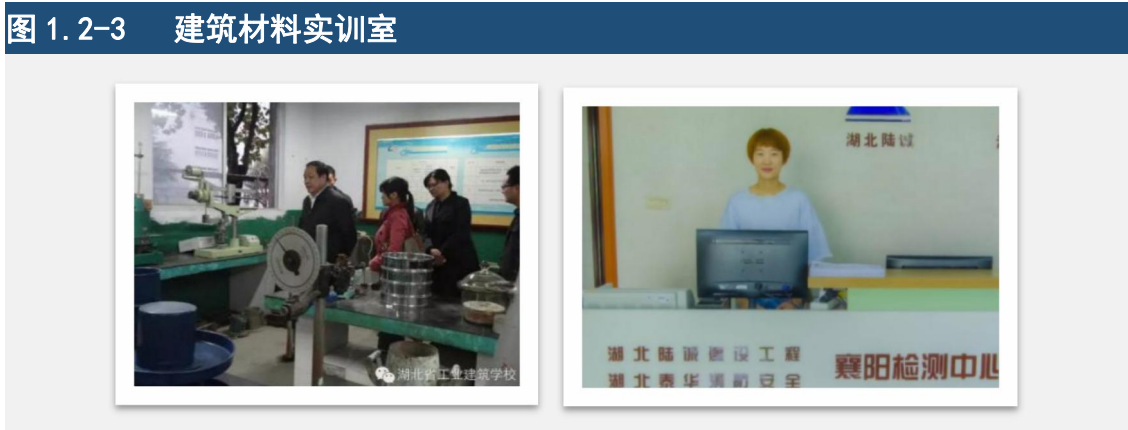 图 1.2-3 建筑材料实训室
湖北省工业建筑学校
湖北陆诚
湖北陆诚建设工程
湖北泰华消防安全
襄阳检测中心